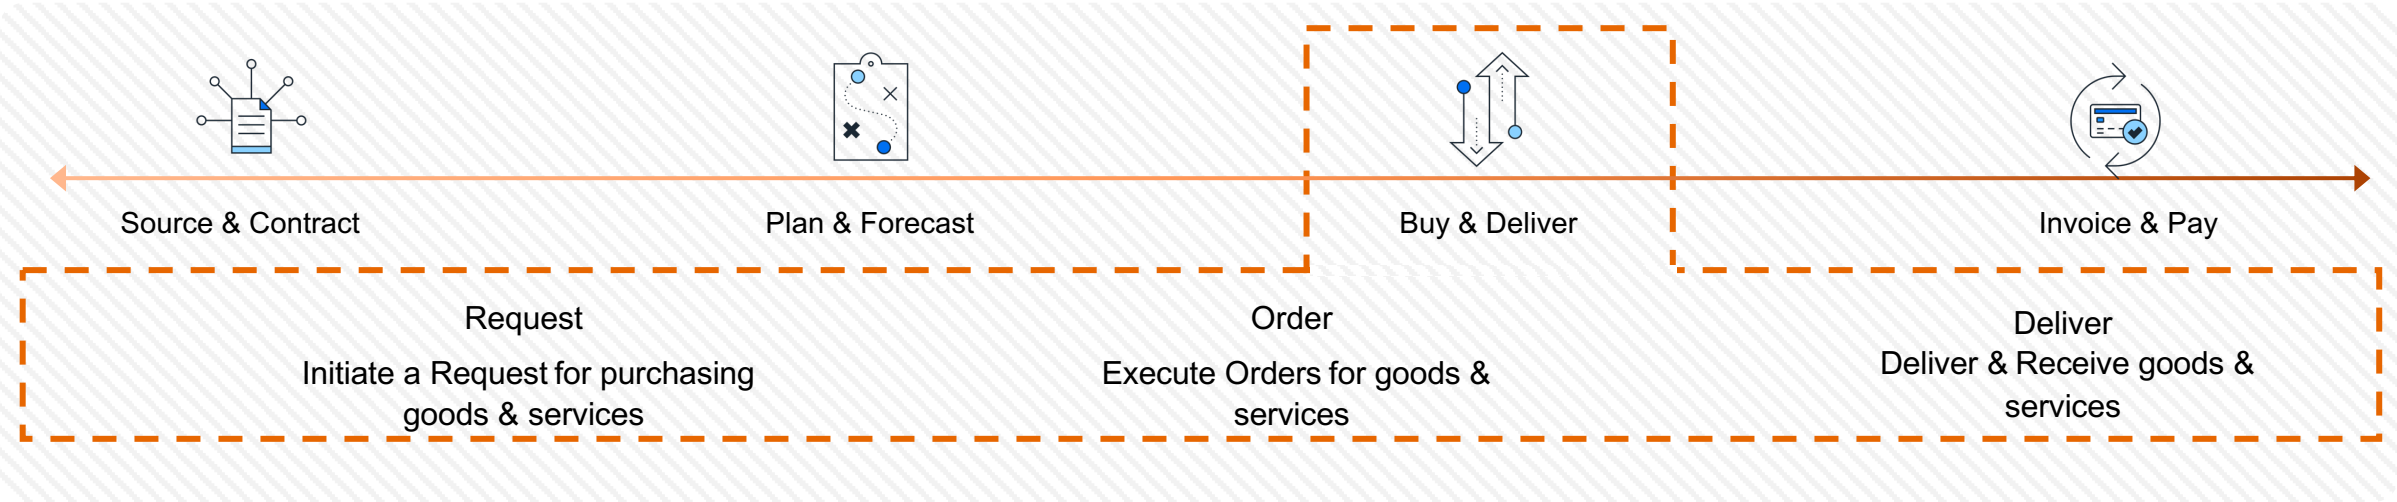 Source & Contract
Plan & Forecast
Buy & Deliver
Invoice & Pay
Request
Initiate a Request for purchasing
goods & services
Order
Execute Orders for goods &
services
Deliver
Deliver & Receive goods &
services